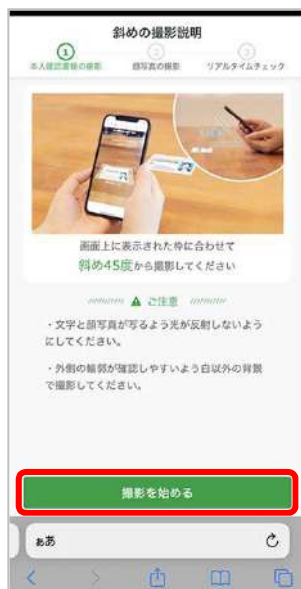 斜めの撮影説明
1 2 3
本人確認書類の撮影 顔写真の撮影 リアルタイムチェック
画面上に表示された枠に合わせて
斜め45度から撮影してください
ご注意
・文字と顔写真が写るよう光が反射しないよう
にしてください。
・外側の輪郭が確認しやすいよう白以外の背景
で撮影してください。
撮影を始める
ぁあ